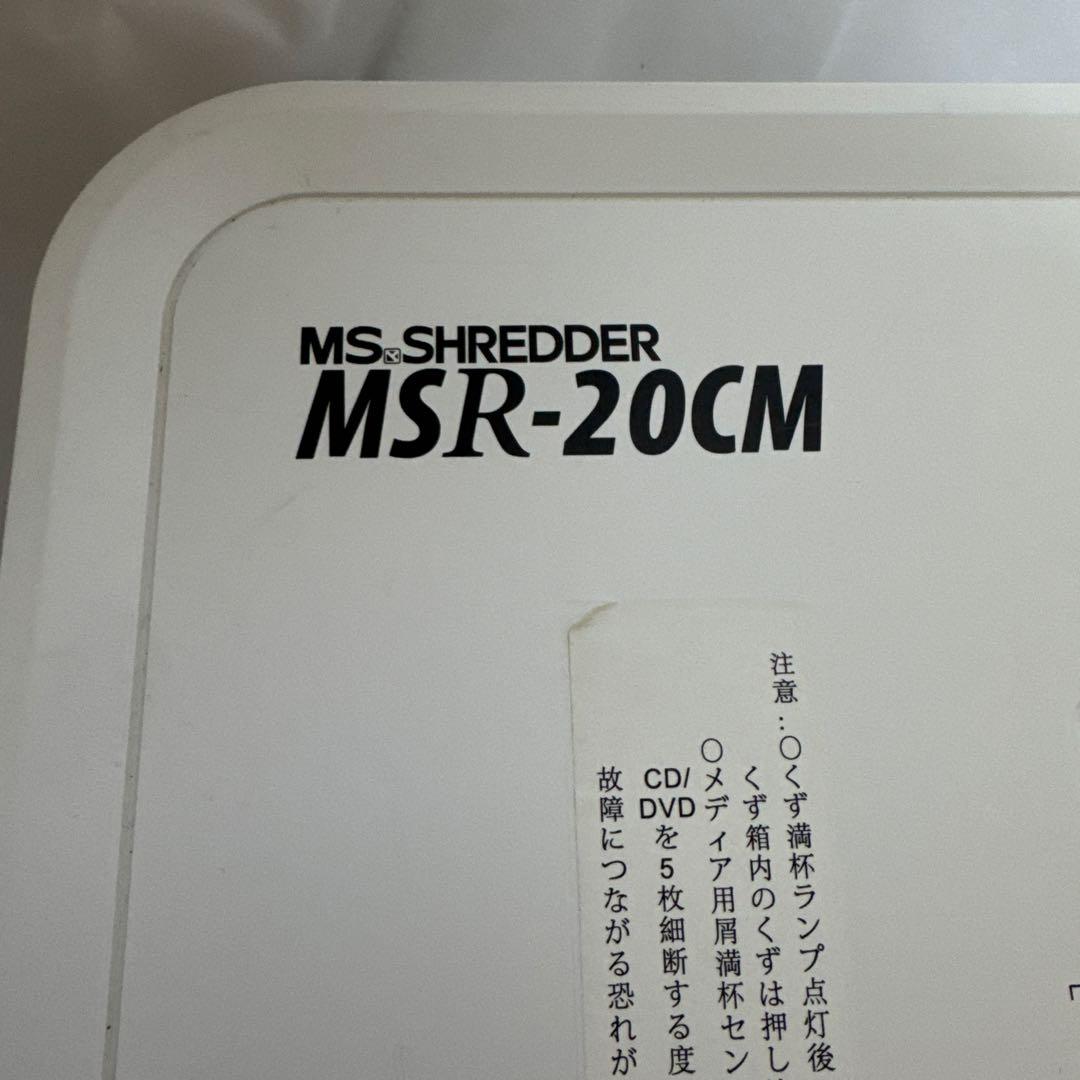 MS SHREDDER
MSR-20CM
注意:○くず満杯ランプ点灯後
くず箱内のくずは押し
○メディア用屑満杯セン
CD/DVDを5枚細断する度
故障につながる恐れが